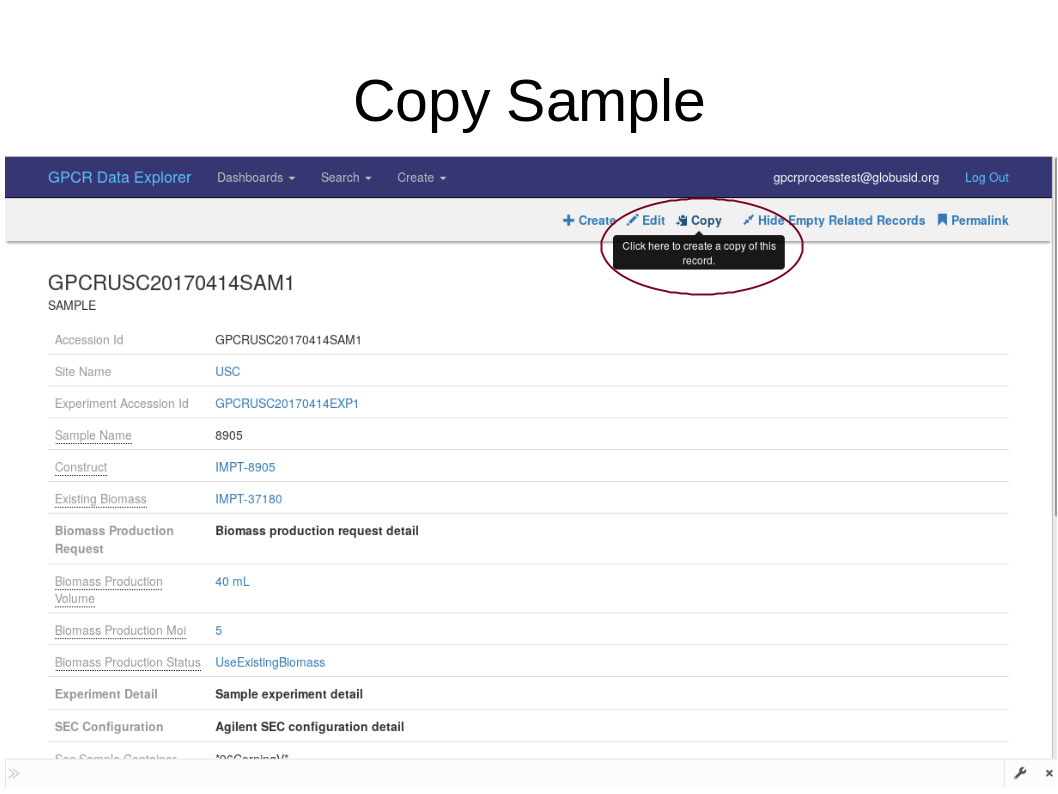 Copy Sample
GPCR Data Explorer Dashboards Search Create gpcrprocesstest@globusid.org Log Out
Create Edit Copy Hide Empty Related Records Permalink
Click here to create a copy of this
record.
GPCRUSC20170414SAM1
SAMPLE
Accession Id GPCRUSC20170414SAM1
Site Name USC
Experiment Accession Id GPCRUSC20170414EXP1
Sample Name 8905
Construct IMPT-8905
Existing Biomass IMPT-37180
Biomass Production Biomass production request detail
Request
Biomass Production 40 mL
Volume
Biomass Production Moi 5
Biomass Production Status UseExistingBiomass
Experiment Detail Sample experiment detail
SEC Configuration Agilent SEC configuration detail
Sec Sample Container *96CorningV*